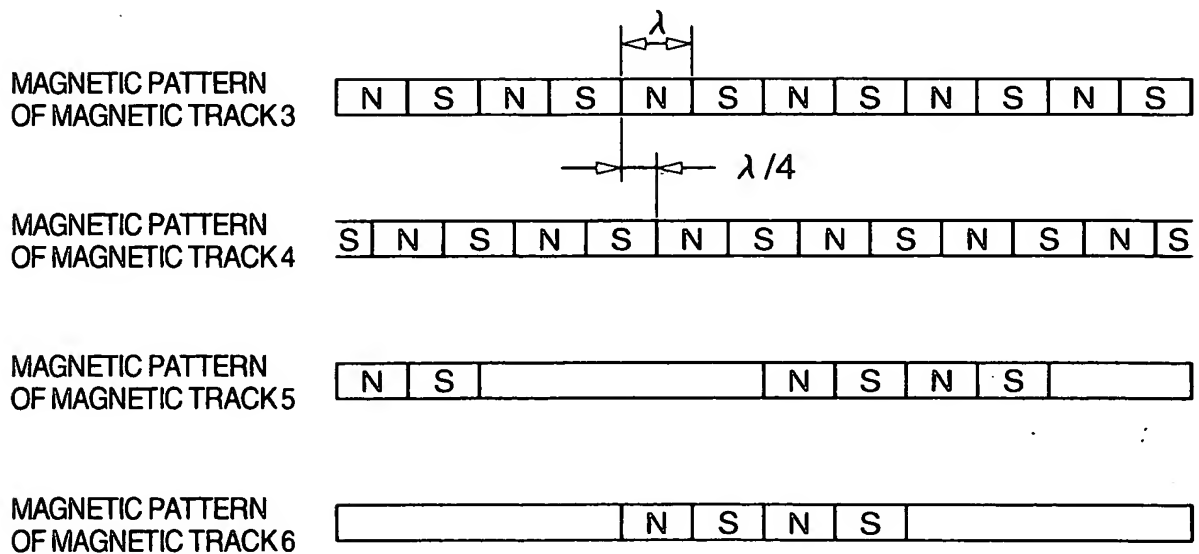 λ
MAGNETIC PATTERN
OF MAGNETIC TRACK 3
N S N S N S N S N S N S
λ/4
MAGNETIC PATTERN
OF MAGNETIC TRACK 4
S N S N S N S N S N S N S
MAGNETIC PATTERN
OF MAGNETIC TRACK 5
N S N S N S
MAGNETIC PATTERN
OF MAGNETIC TRACK 6
N S N S